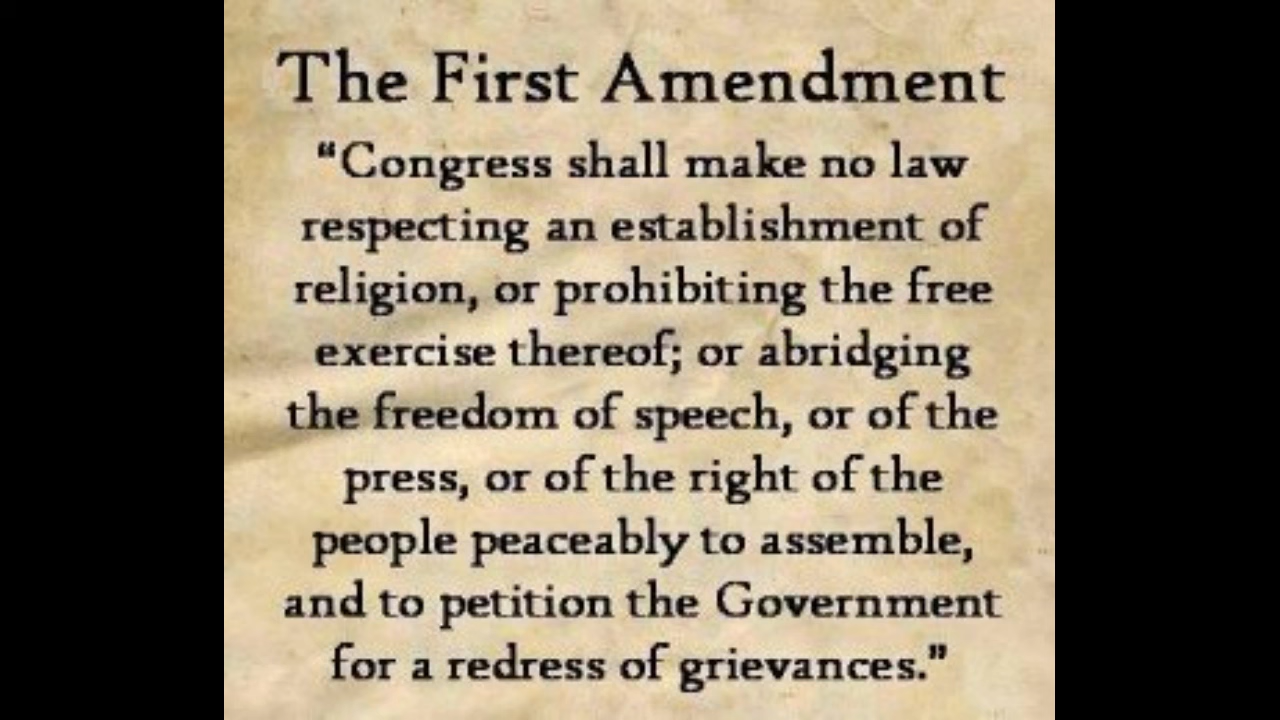 The First Amendment
“Congress shall make no law
respecting an establishment of
religion, or prohibiting the free
exercise thereof; or abridging
the freedom of speech, or of the
press, or of the right of the
people peaceably to assemble,
and to petition the Government
for a redress of grievances.”